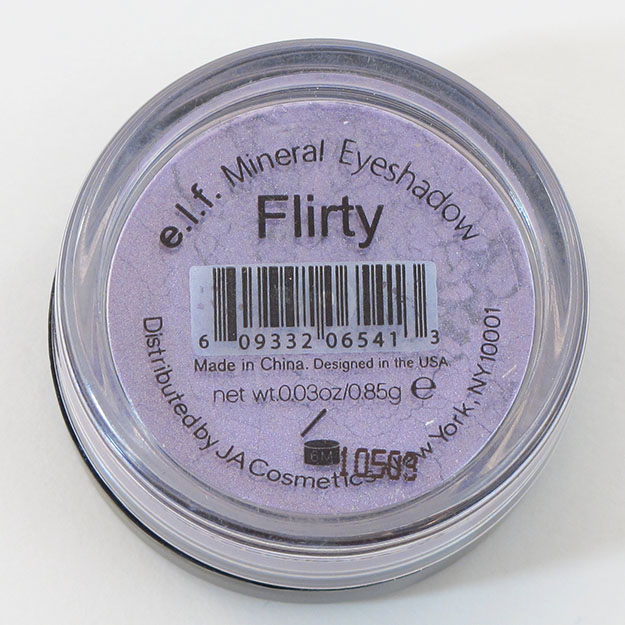 e.l.f. Mineral Eyeshadow
Flirty
6 09332 06541 3
Made in China. Designed in the USA
net wt.0.03oz/0.85g e
6M
10509
Distributed by JA Cosmetics New York, NY 10001